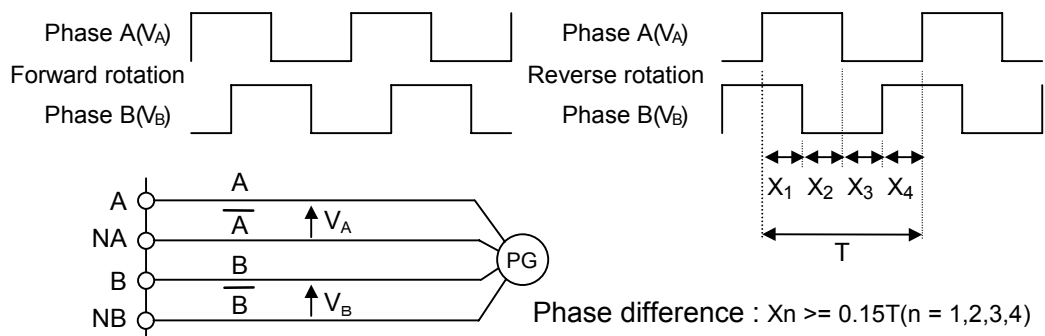 Phase A(VA)
Forward rotation
Phase B(VB)
Phase A(VA)
Reverse rotation
Phase B(VB)
X1 X2 X3 X4
T
A A
NA A̅ VA
B B
NB B̅ VB
PG
Phase difference : Xn >= 0.15T(n = 1,2,3,4)